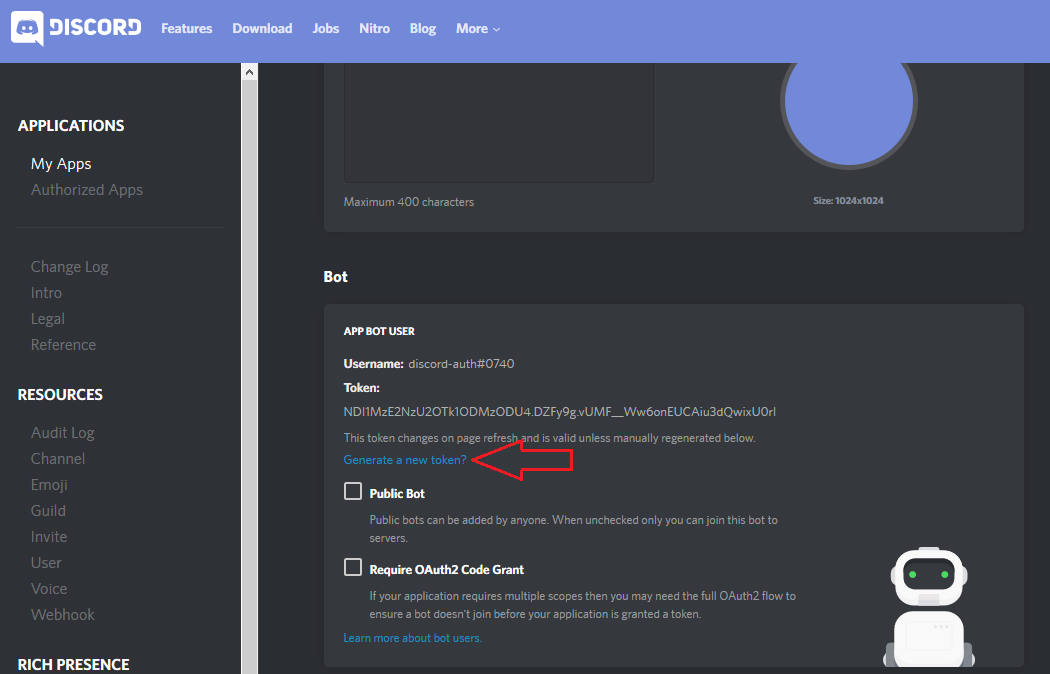 DISCORD Features Download Jobs Nitro Blog More
APPLICATIONS
My Apps
Authorized Apps
Change Log
Intro
Legal
Reference
RESOURCES
Audit Log
Channel
Emoji
Guild
Invite
User
Voice
Webhook
RICH PRESENCE
Maximum 400 characters
Size: 1024x1024
Bot
APP BOT USER
Username: discord-auth#0740
Token:
This token changes on page refresh and is valid unless manually regenerated below.
Generate a new token?
Public Bot
Public bots can be added by anyone. When unchecked only you can join this bot to
servers.
Require OAuth2 Code Grant
If your application requires multiple scopes then you may need the full OAuth2 flow to
ensure a bot doesn't join before your application is granted a token.
Learn more about bot users.